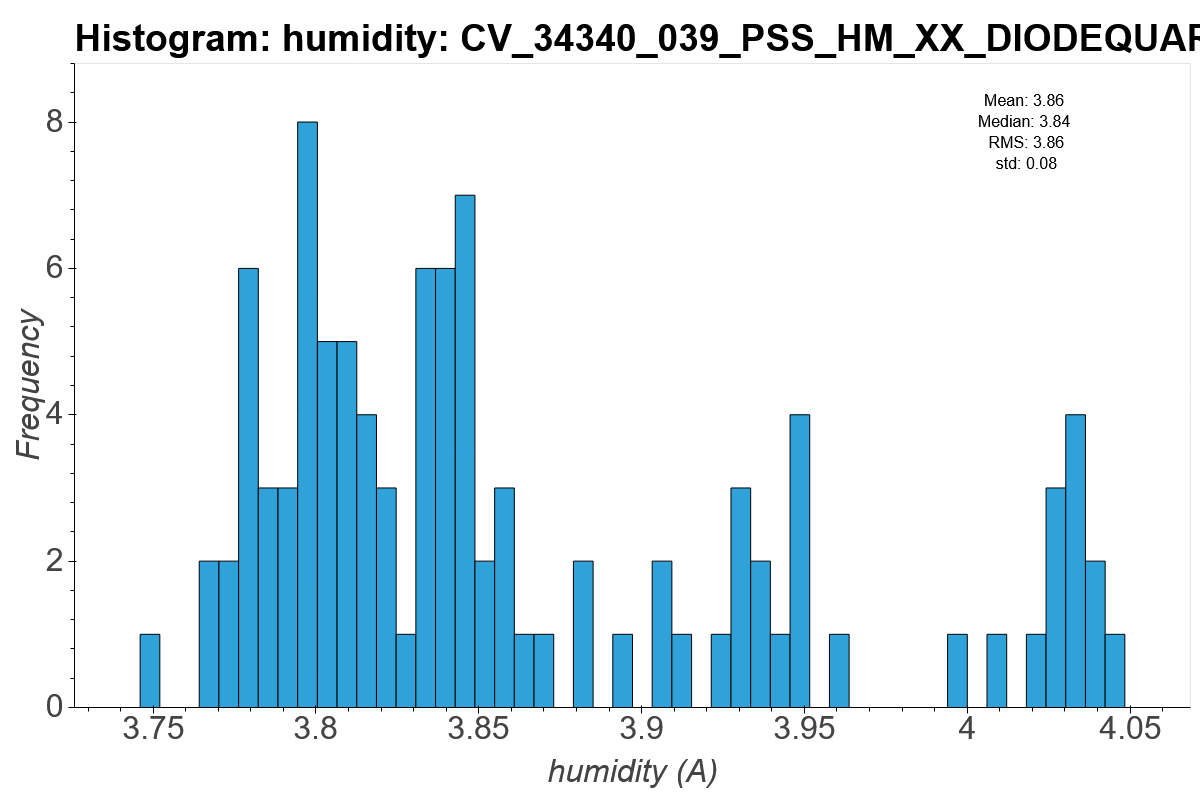 Histogram: humidity: CV_34340_039_PSS_HM_XX_DIODEQUAR
Mean: 3.86
Median: 3.84
RMS: 3.86
std: 0.08
8
6
4
2
0
Frequency
3.75 3.8 3.85 3.9 3.95 4 4.05
humidity (A)